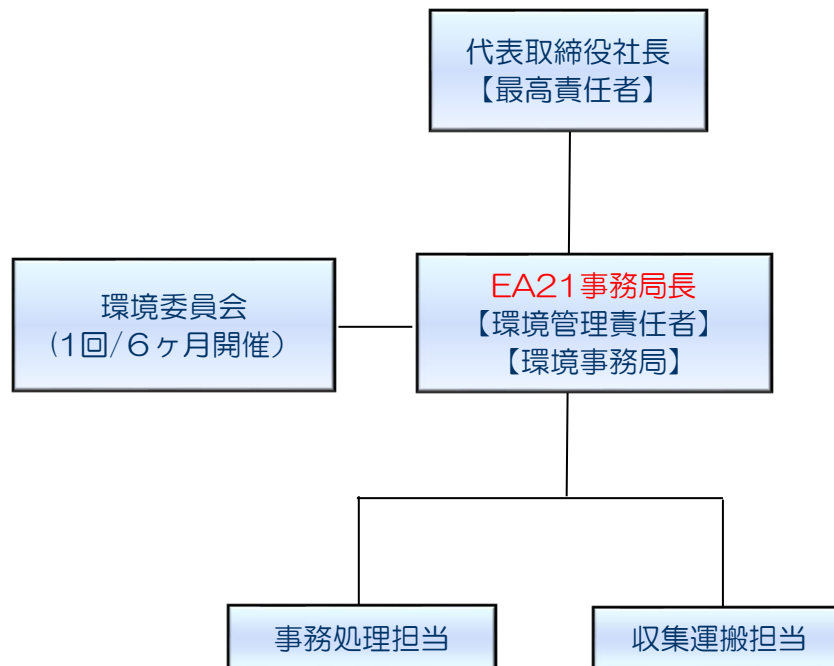 代表取締役社長
【最高責任者】
環境委員会
(1回/６ヶ月開催）
EA21事務局長
【環境管理責任者】
【環境事務局】
事務処理担当
収集運搬担当